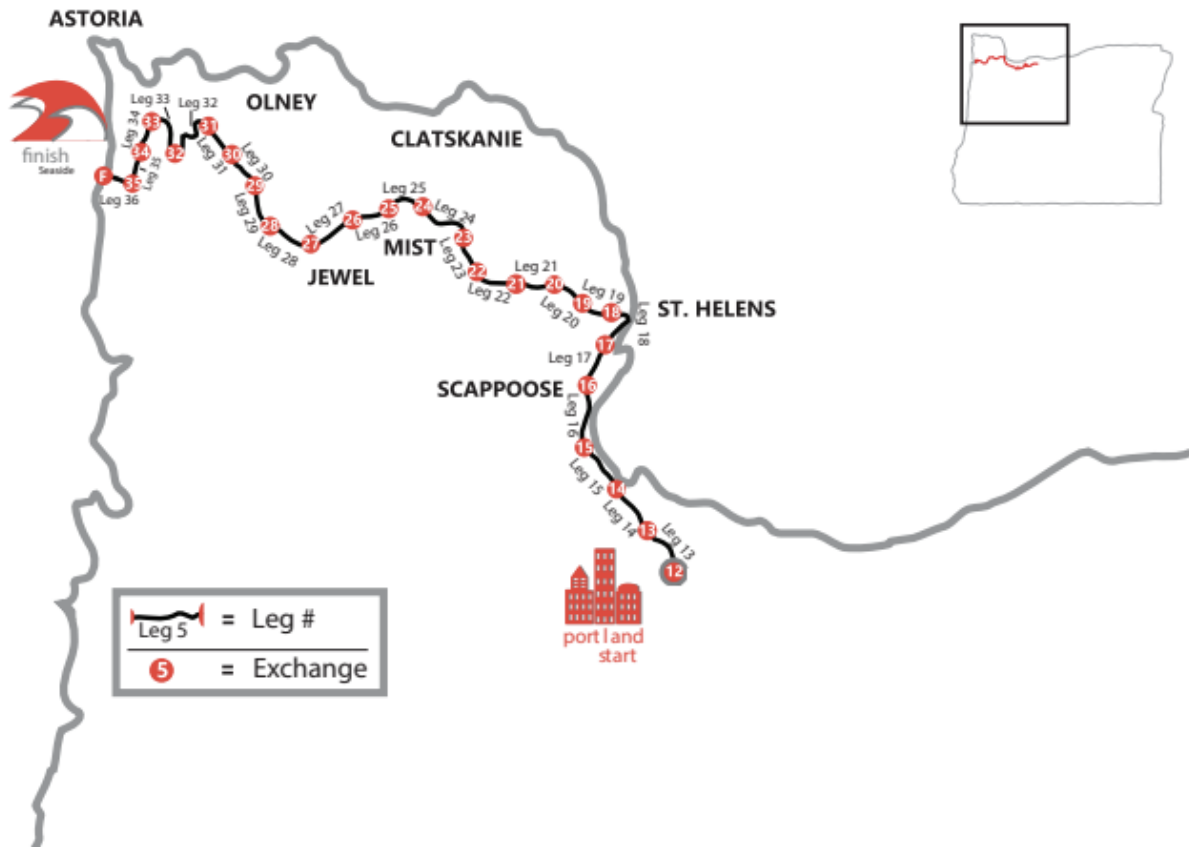 ASTORIA
Leg 33
Leg 32
OLNEY
Leg 34
33
31
CLATSKANIE
finish
Seaside
34
32
Leg 31
30
Leg 30
F
35
Leg 35
29
Leg 36
Leg 29
28
Leg 28
27
Leg 27
26
Leg 26
25
Leg 25
24
Leg 24
MIST
JEWEL
23
Leg 23
22
Leg 22
21
Leg 21
20
Leg 20
19
Leg 19
18
Leg 18
ST. HELENS
17
Leg 17
SCAPPOOSE
16
Leg 16
15
Leg 15
14
Leg 14
13
Leg 13
12
portland
start
Leg 5 = Leg #
5 = Exchange